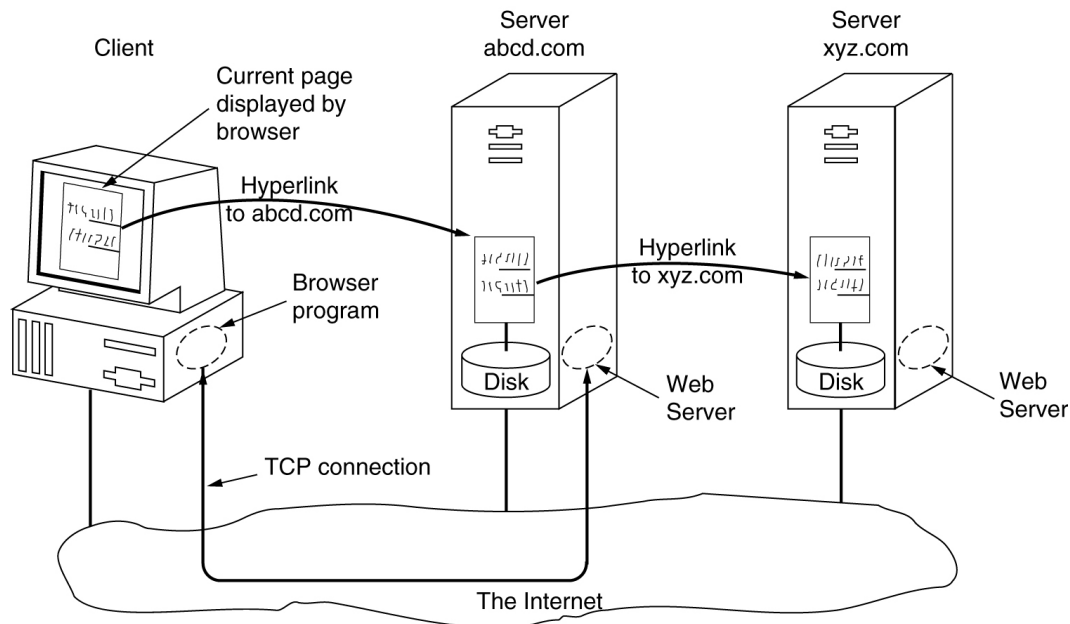 Client
Server
abcd.com
Server
xyz.com
Current page
displayed by
browser
Hyperlink
to abcd.com
Hyperlink
to xyz.com
Browser
program
Disk
Web
Server
Disk
Web
Server
TCP connection
The Internet